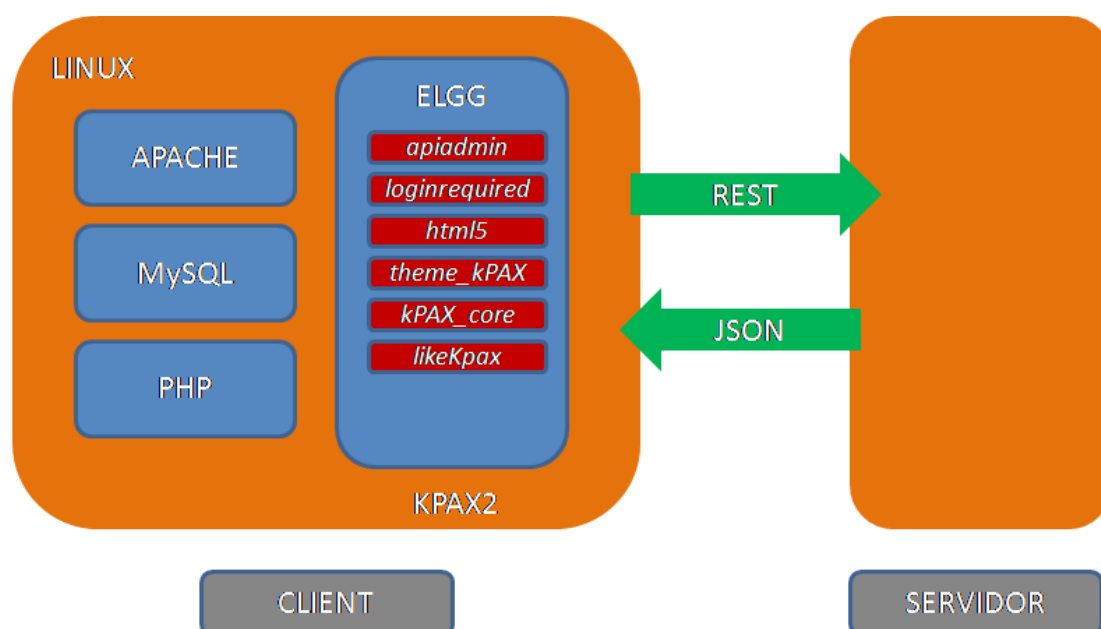 LINUX
APACHE
MySQL
PHP
ELGG
apiadmin
loginrequired
html5
theme_kPAX
kPAX_core
likeKpax
KPAX2
REST
JSON
CLIENT
SERVIDOR